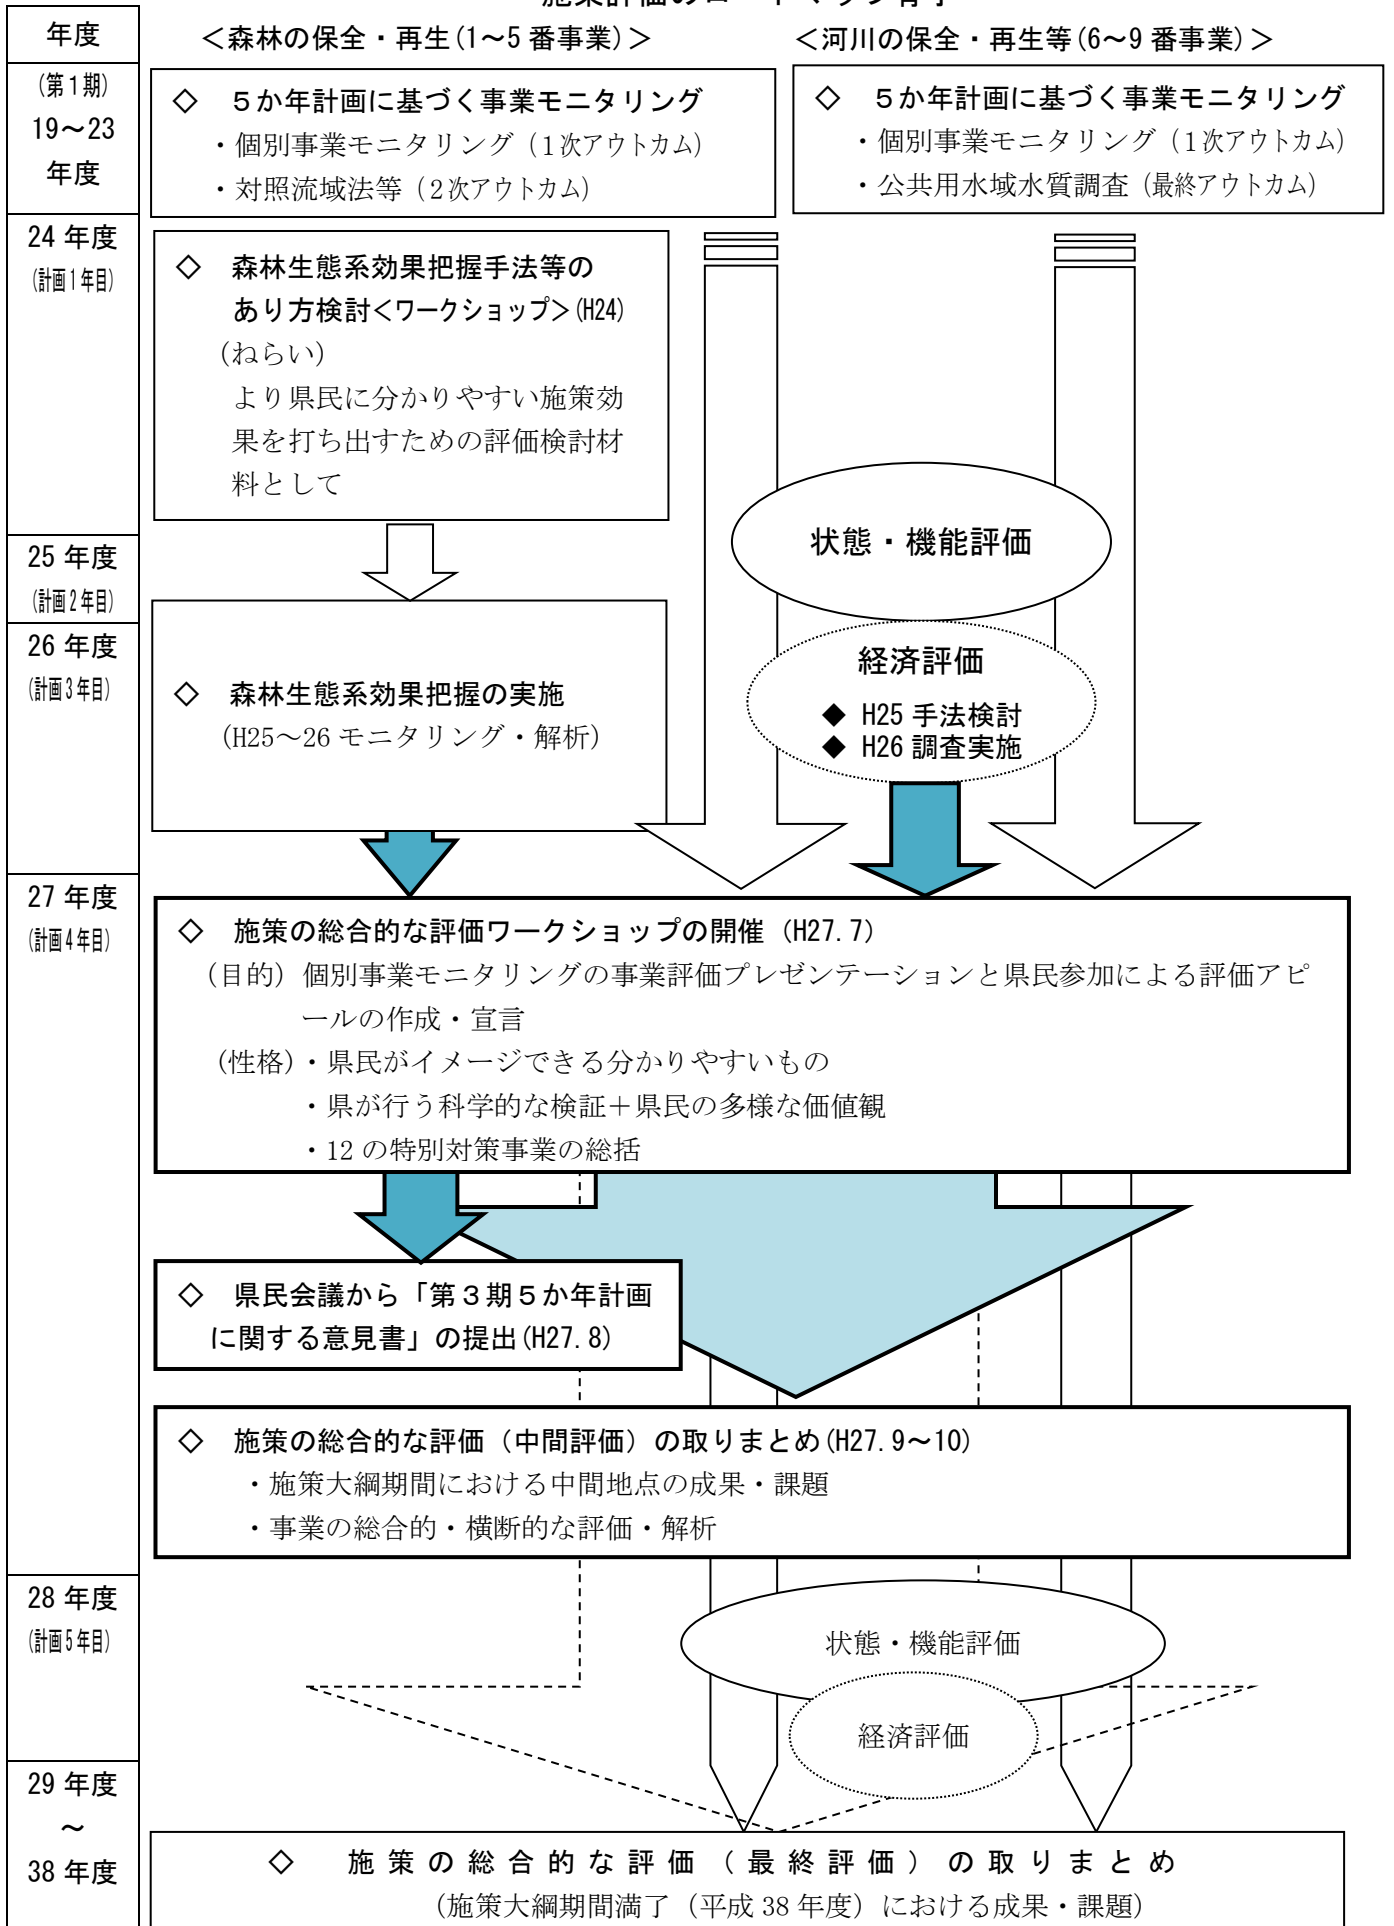 年度
＜森林の保全・再生(1～5 番事業)＞
＜河川の保全・再生等(6～9 番事業)＞
(第１期)
19～23
年度
◇　５か年計画に基づく事業モニタリング
・個別事業モニタリング（１次アウトカム）
・対照流域法等（２次アウトカム）
◇　５か年計画に基づく事業モニタリング
・個別事業モニタリング（１次アウトカム）
・公共用水域水質調査（最終アウトカム）
24 年度
(計画１年目)
◇　森林生態系効果把握手法等の
あり方検討<ワークショップ>(H24)
（ねらい）
より県民に分かりやすい施策効
果を打ち出すための評価検討材
料として
状態・機能評価
25 年度
(計画２年目)
26 年度
(計画３年目)
◇　森林生態系効果把握の実施
（H25～26 モニタリング・解析）
経済評価
◆ H25 手法検討
◆ H26 調査実施
27 年度
(計画４年目)
◇　施策の総合的な評価ワークショップの開催（H27.7）
（目的）個別事業モニタリングの事業評価プレゼンテーションと県民参加による評価アピ
ールの作成・宣言
（性格）・県民がイメージできる分かりやすいもの
・県が行う科学的な検証＋県民の多様な価値観
・12 の特別対策事業の総括
◇　県民会議から「第３期５か年計画
に関する意見書」の提出(H27.8)
◇　施策の総合的な評価（中間評価）の取りまとめ(H27.9～10)
・施策大綱期間における中間地点の成果・課題
・事業の総合的・横断的な評価・解析
28 年度
(計画５年目)
状態・機能評価
経済評価
29 年度
～
38 年度
◇　施策の総合的な評価（最終評価）の取りまとめ
（施策大綱期間満了（平成 38 年度）における成果・課題）